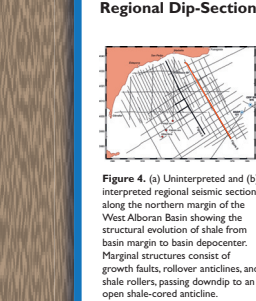 Regional Dip-Section
Figure 4. (a) Uninterpreted and (b)
interpreted regional seismic section
along the northern margin of the
West Alboran Basin showing the
structural evolution of shale from
basin margin to basin depocenter.
Marginal structures consist of
growth faults, rollover anticlines, and
shale rollers, passing downdip to an
open shale-cored anticline.